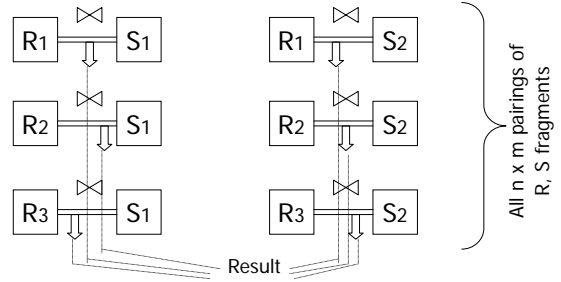 R1 S1 R1 S2
R2 S1 R2 S2
R3 S1 R3 S2
Result
All n x m pairings of
R, S fragments